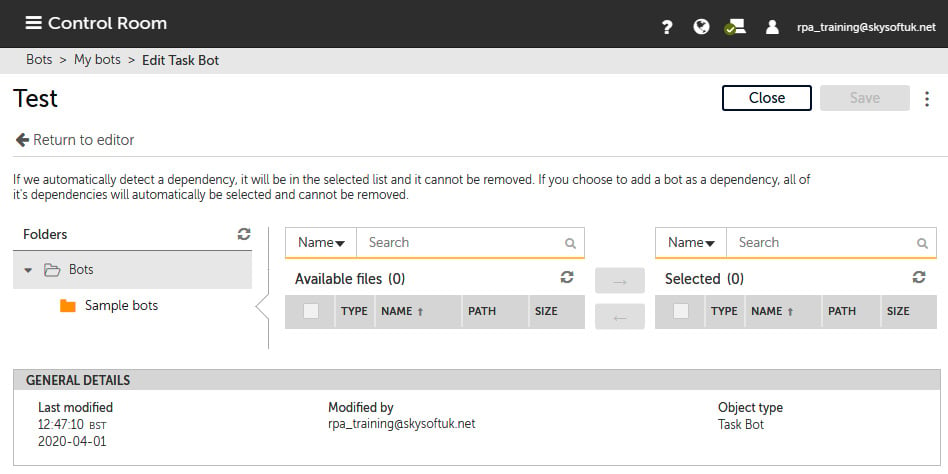 Control Room
? rpa_training@skysoftuk.net
Bots > My bots > Edit Task Bot
Test
Close
Save
Return to editor
If we automatically detect a dependency, it will be in the selected list and it cannot be removed. If you choose to add a bot as a dependency, all of
it's dependencies will automatically be selected and cannot be removed.
Folders
Bots
Sample bots
Name Search
Available files (0)
TYPE NAME ↑ PATH SIZE
→
←
Name Search
Selected (0)
TYPE NAME ↑ PATH SIZE
GENERAL DETAILS
Last modified
12:47:10 BST
2020-04-01
Modified by
rpa_training@skysoftuk.net
Object type
Task Bot